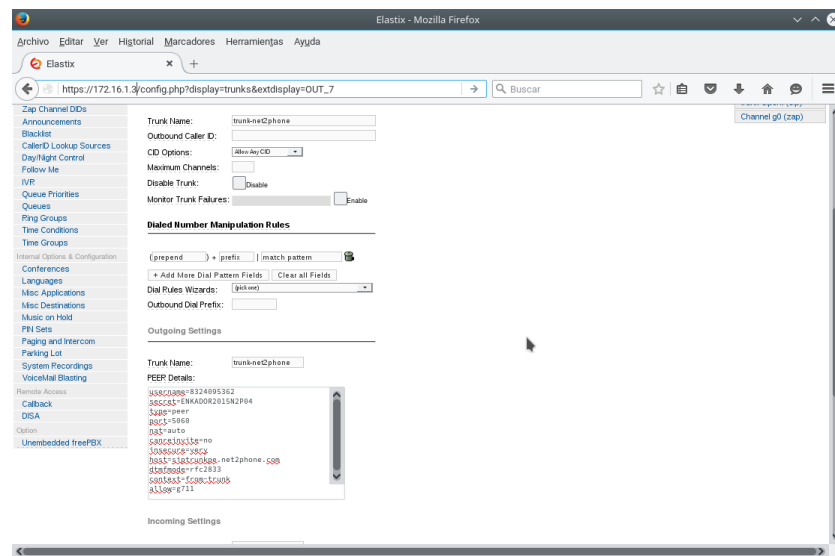 Elastix - Mozilla Firefox
Archivo Editar Ver Historial Marcadores Herramientas Ayuda
Elastix
https://172.16.1.3/config.php?display=trunks&extdisplay=OUT_7
Buscar
Zap Channel DIDs
Announcements
Blacklist
CallerID Lookup Sources
Day/Night Control
Follow Me
IVR
Queue Priorities
Queues
Ring Groups
Time Conditions
Time Groups
Internal Options & Configuration
Conferences
Languages
Misc Applications
Misc Destinations
Music on Hold
PIN Sets
Paging and Intercom
Parking Lot
System Recordings
VoiceMail Blasting
Remote Access
Callback
DISA
Option
Unembedded freePBX
Trunk Name: trunk-net2phone
Outbound Caller ID:
CID Options: Allow Any CID
Maximum Channels:
Disable Trunk: Disable
Monitor Trunk Failures: Enable
Dialed Number Manipulation Rules
(prepend ) + prefix | match pattern
+ Add More Dial Pattern Fields Clear all Fields
Dial Rules Wizards: (pick one)
Outbound Dial Prefix:
Outgoing Settings
Trunk Name: trunk-net2phone
PEER Details:
username=8324095362
secret=ENKADOR2015N2P04
type=peer
port=5060
nat=auto
canreinvite=no
insecure=very
host=siptrunkpe.net2phone.com
dtmfmode=rfc2833
context=from-trunk
allow=g711
Incoming Settings
Channel g0 (zap)